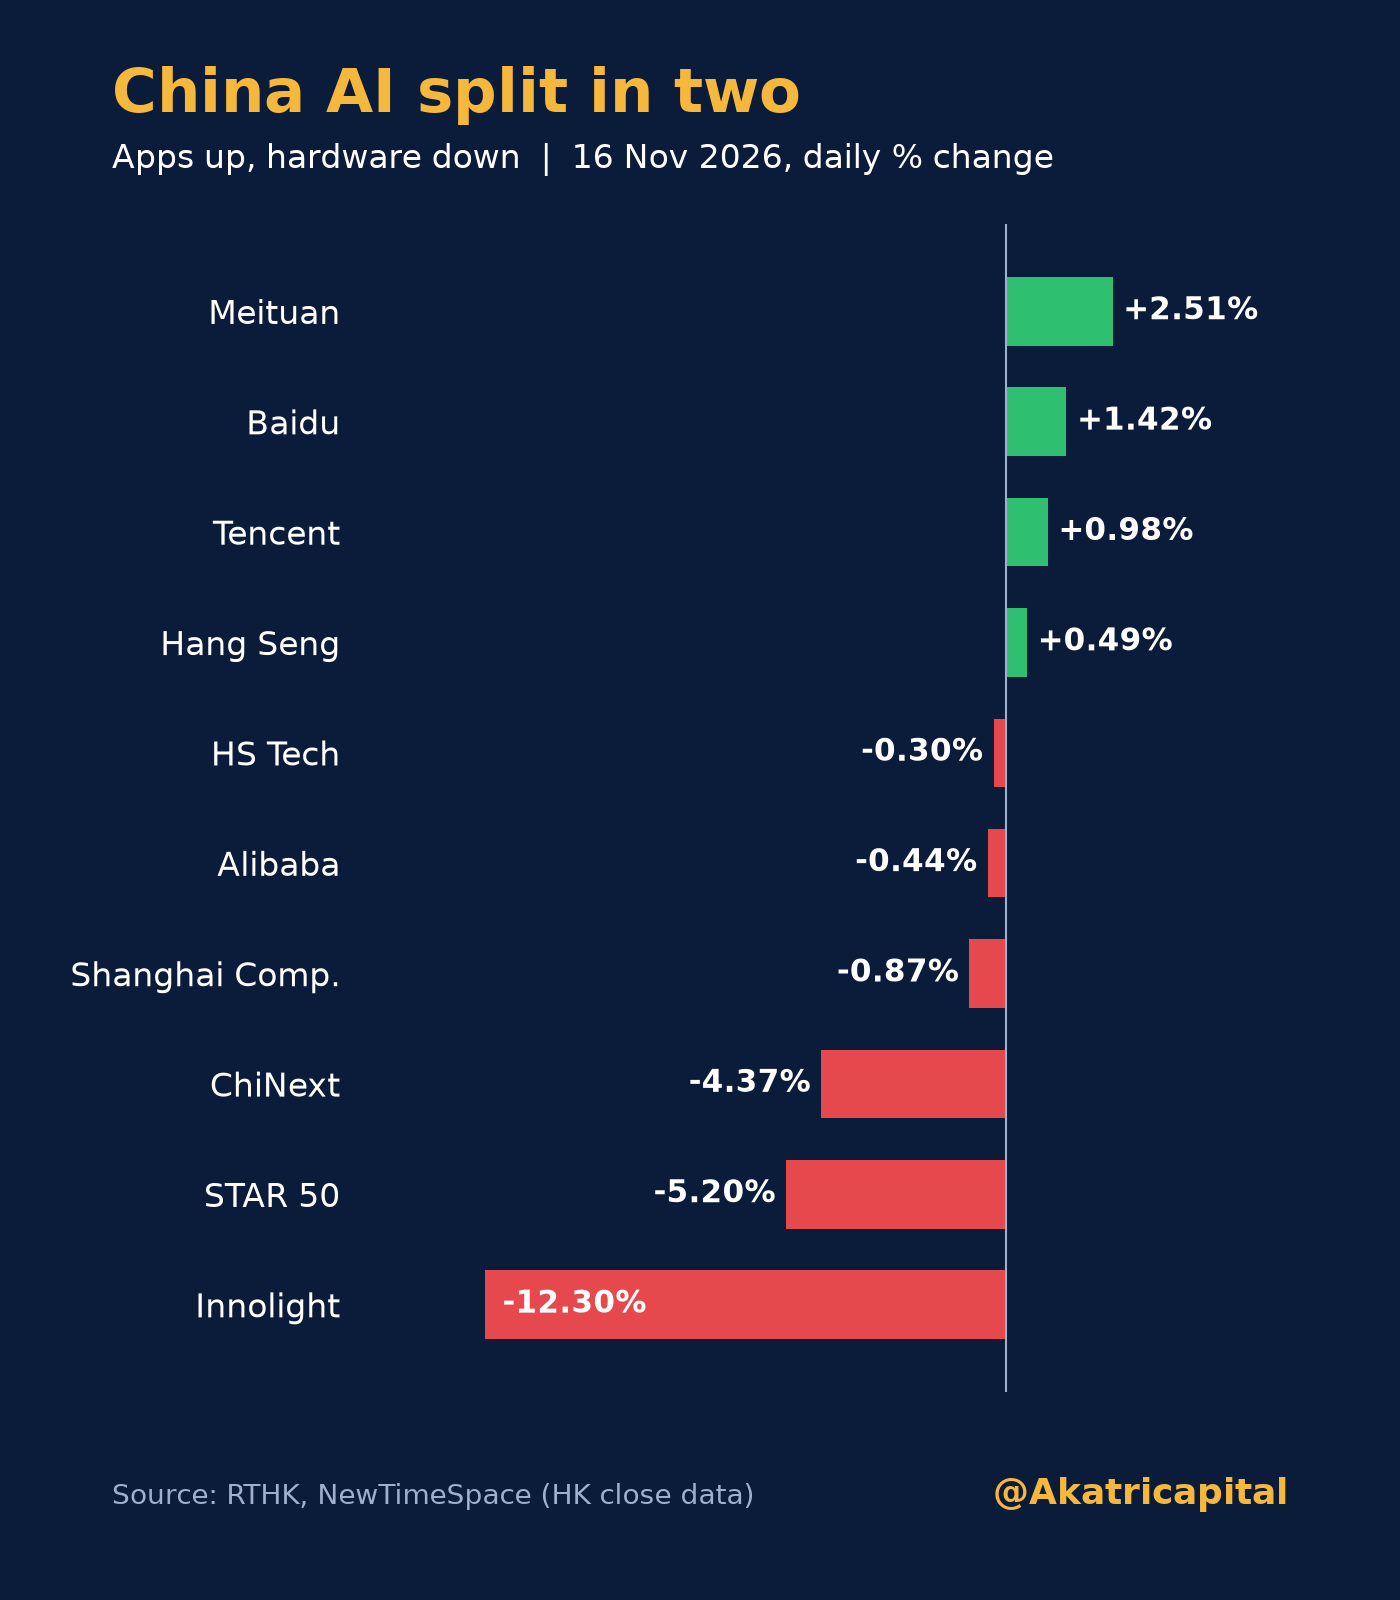 China AI split in two
Apps up, hardware down | 16 Nov 2026, daily % change
Meituan +2.51%
Baidu +1.42%
Tencent +0.98%
Hang Seng +0.49%
HS Tech -0.30%
Alibaba -0.44%
Shanghai Comp. -0.87%
ChiNext -4.37%
STAR 50 -5.20%
Innolight -12.30%
Source: RTHK, NewTimeSpace (HK close data)
@Akatricapital